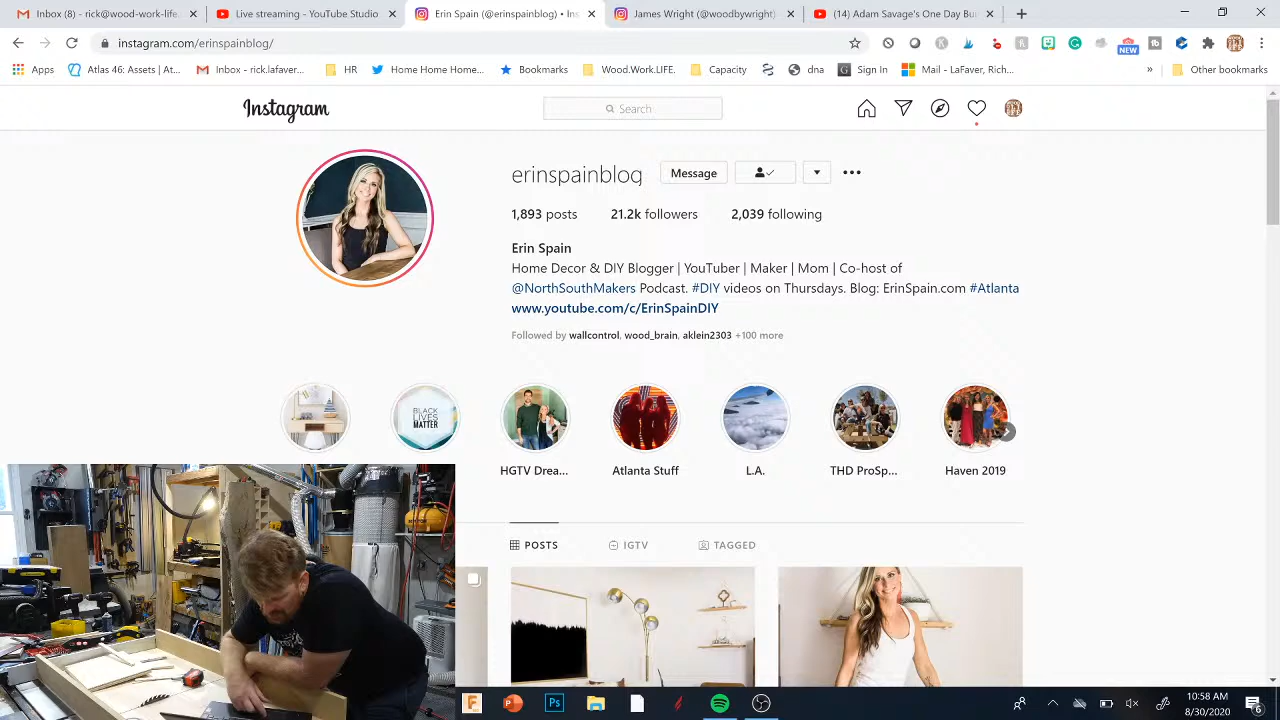 Inbox (8) - rick@wood-work-life.
Live streaming - YouTube Studio
Erin Spain (@erinspainblog) • Ins
James Wright (@woodbywright) •
(14) Adam Savage's One Day Bu
instagram.com/erinspainblog/
NEW
Apps
Atlas 46: Assets | At...
Inbox - rick.lafaver...
HR
Home Home Home...
Bookmarks
Wood.Work LIFE.
Capacity
dna
Sign In
Mail - LaFaver, Rich...
»
Other bookmarks
Instagram
Search
erinspainblog
Message
1,893 posts 21.2k followers 2,039 following
Erin Spain
Home Decor & DIY Blogger | YouTuber | Maker | Mom | Co-host of
@NorthSouthMakers Podcast. #DIY videos on Thursdays. Blog: ErinSpain.com #Atlanta
www.youtube.com/c/ErinSpainDIY
Followed by wallcontrol, wood_brain, aklein2303 +100 more
BLACK
LIVES
MATTER
HGTV Drea...
Atlanta Stuff
L.A.
THD ProSp...
Haven 2019
POSTS
IGTV
TAGGED
10:58 AM
8/30/2020
6